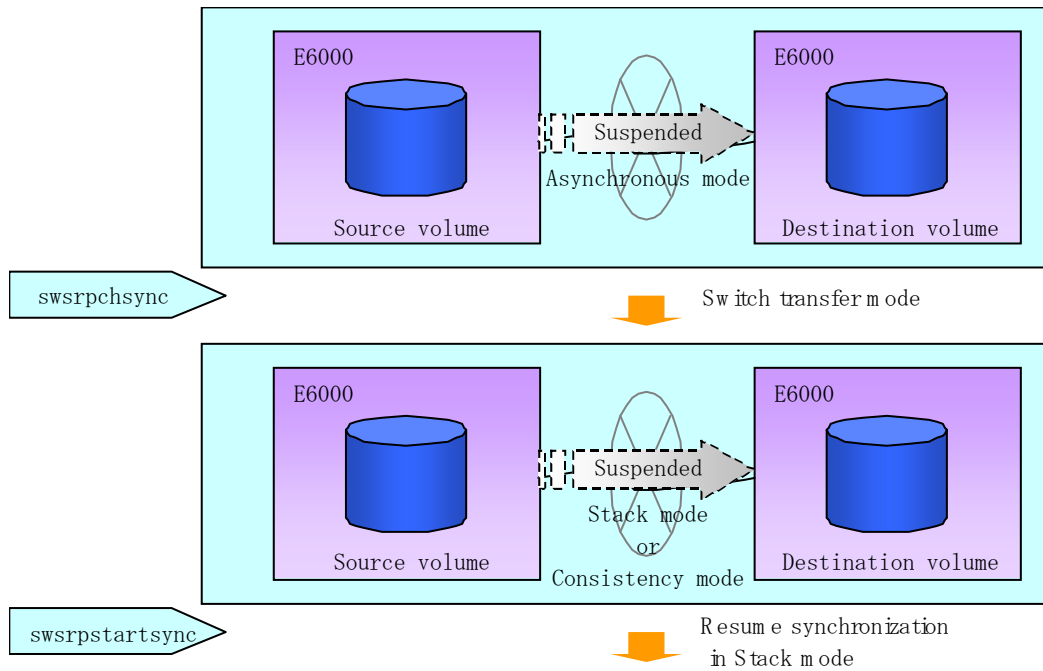 E6000
E6000
Suspended
Asynchronous mode
Source volume
Destination volume
swsrpchsync
Switch transfer mode
E6000
E6000
Suspended
Stack mode
or
Consistency mode
Source volume
Destination volume
swsrpstartsync
Resume synchronization
in Stack mode